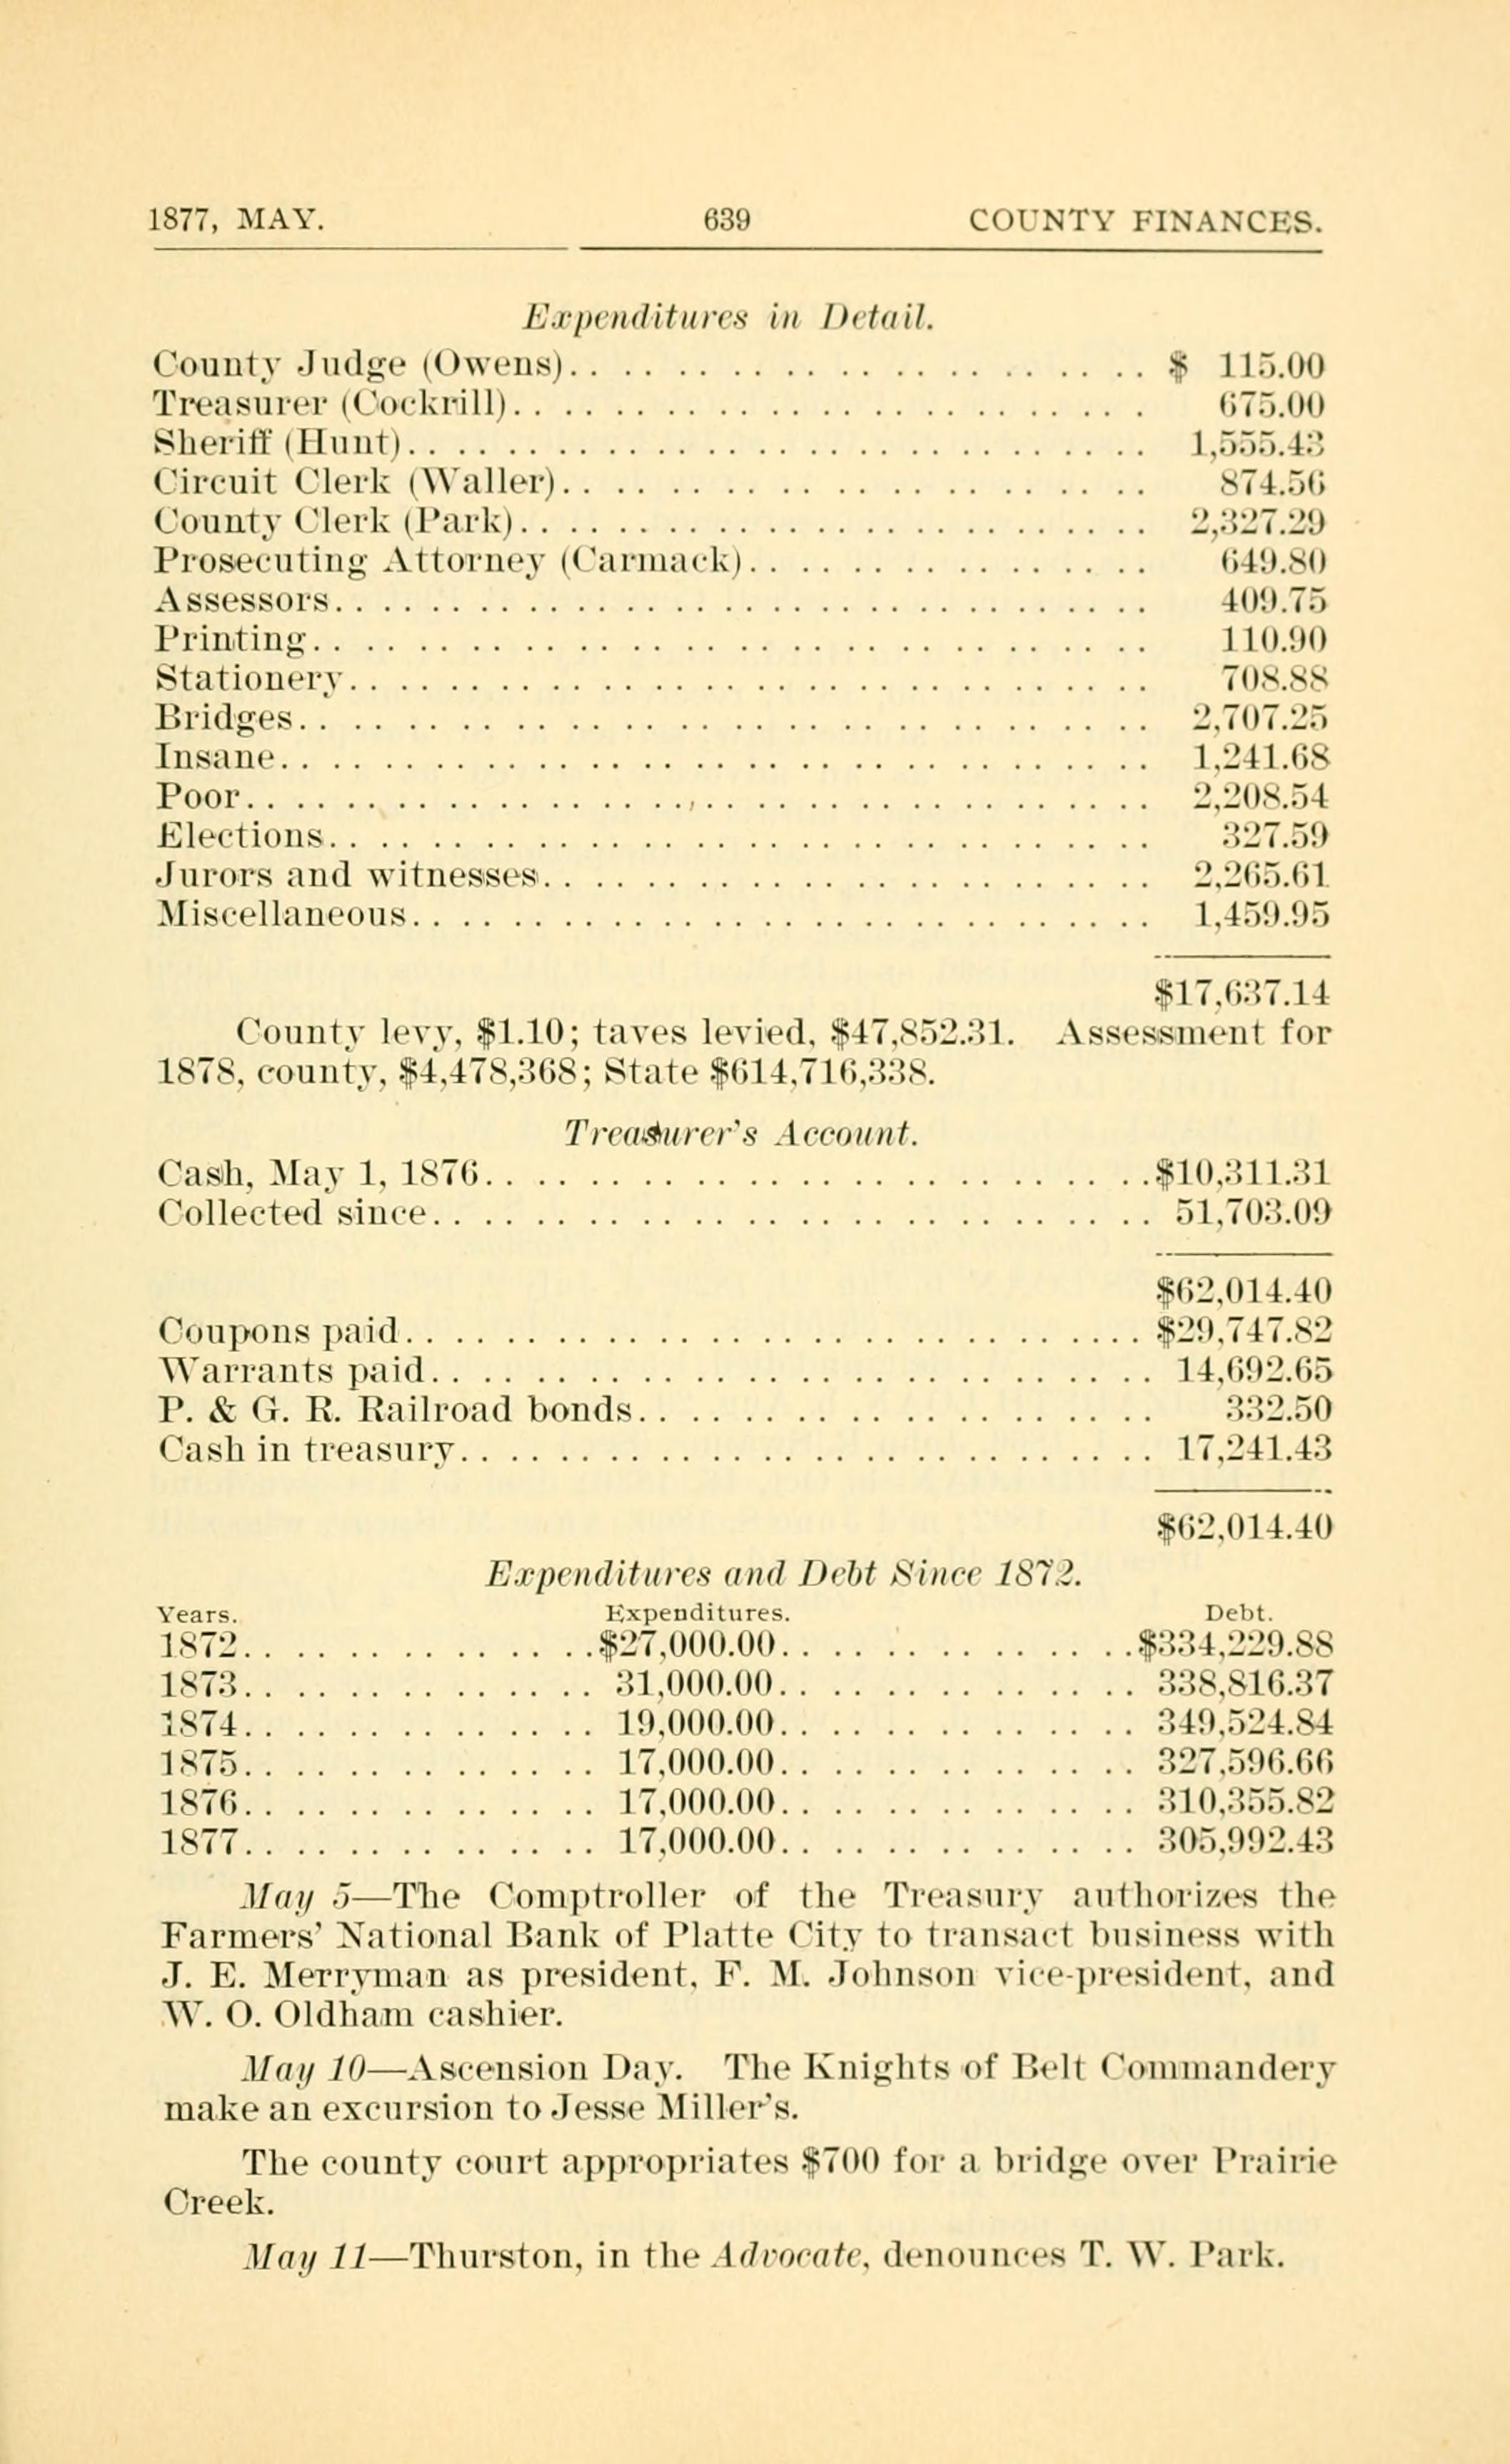 1877, MAY. 639 COUNTY FINANCES.
Expenditures in Detail.
County Judge (Owens). . . . . . . . . . . . . . . . . . . . . . $ 115.00
Treasurer (Cockrill). . . . . . . . . . . . . . . . . . . . . . . . 675.00
Sheriff (Hunt). . . . . . . . . . . . . . . . . . . . . . . . . . . . 1,555.43
Circuit Clerk (Waller). . . . . . . . . . . . . . . . . . . . . . 874.56
County Clerk (Park). . . . . . . . . . . . . . . . . . . . . . . . 2,327.29
Prosecuting Attorney (Carmack). . . . . . . . . . . . . . . 649.80
Assessors. . . . . . . . . . . . . . . . . . . . . . . . . . . . . . . 409.75
Printing. . . . . . . . . . . . . . . . . . . . . . . . . . . . . . . . 110.90
Stationery. . . . . . . . . . . . . . . . . . . . . . . . . . . . . . 708.88
Bridges. . . . . . . . . . . . . . . . . . . . . . . . . . . . . . . . 2,707.25
Insane. . . . . . . . . . . . . . . . . . . . . . . . . . . . . . . . . 1,241.68
Poor. . . . . . . . . . . . . . . . . . . . . . . . . . . . . . . . . . 2,208.54
Elections. . . . . . . . . . . . . . . . . . . . . . . . . . . . . . . 327.59
Jurors and witnesses. . . . . . . . . . . . . . . . . . . . . . . 2,265.61
Miscellaneous. . . . . . . . . . . . . . . . . . . . . . . . . . . . 1,459.95
$17,637.14
County levy, $1.10; taves levied, $47,852.31. Assessment for
1878, county, $4,478,368; State $614,716,338.
Treasurer's Account.
Cash, May 1, 1876. . . . . . . . . . . . . . . . . . . . . . . . . .$10,311.31
Collected since. . . . . . . . . . . . . . . . . . . . . . . . . . . 51,703.09
$62,014.40
Coupons paid. . . . . . . . . . . . . . . . . . . . . . . . . . . . $29,747.82
Warrants paid. . . . . . . . . . . . . . . . . . . . . . . . . . . 14,692.65
P. & G. R. Railroad bonds. . . . . . . . . . . . . . . . . . . 332.50
Cash in treasury. . . . . . . . . . . . . . . . . . . . . . . . . . 17,241.43
$62,014.40
Expenditures and Debt Since 1872.
Years. Expenditures. Debt.
1872. . . . . . . . . . . . . .$27,000.00. . . . . . . . . . . . . .$334,229.88
1873. . . . . . . . . . . . . . 31,000.00. . . . . . . . . . . . . . 338,816.37
1874. . . . . . . . . . . . . . 19,000.00. . . . . . . . . . . . . . 349,524.84
1875. . . . . . . . . . . . . . 17,000.00. . . . . . . . . . . . . . 327,596.66
1876. . . . . . . . . . . . . . 17,000.00. . . . . . . . . . . . . . 310,355.82
1877. . . . . . . . . . . . . . 17,000.00. . . . . . . . . . . . . . 305,992.43
May 5—The Comptroller of the Treasury authorizes the
Farmers' National Bank of Platte City to transact business with
J. E. Merryman as president, F. M. Johnson vice-president, and
W. O. Oldham cashier.
May 10—Ascension Day. The Knights of Belt Commandery
make an excursion to Jesse Miller's.
The county court appropriates $700 for a bridge over Prairie
Creek.
May 11—Thurston, in the Advocate, denounces T. W. Park.